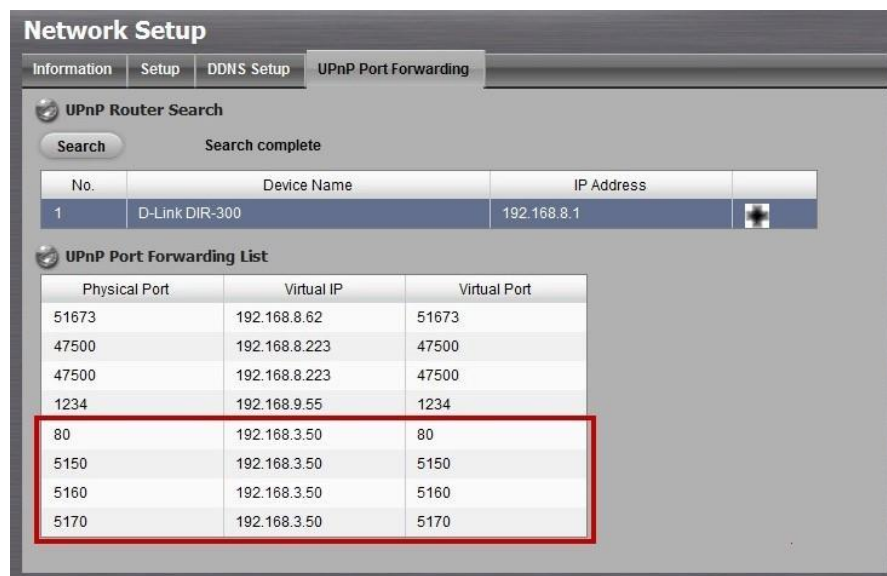 Network Setup
Information Setup DDNS Setup UPnP Port Forwarding
UPnP Router Search
Search Search complete
No. Device Name IP Address
1 D-Link DIR-300 192.168.8.1
UPnP Port Forwarding List
Physical Port Virtual IP Virtual Port
51673 192.168.8.62 51673
47500 192.168.8.223 47500
47500 192.168.8.223 47500
1234 192.168.9.55 1234
80 192.168.3.50 80
5150 192.168.3.50 5150
5160 192.168.3.50 5160
5170 192.168.3.50 5170